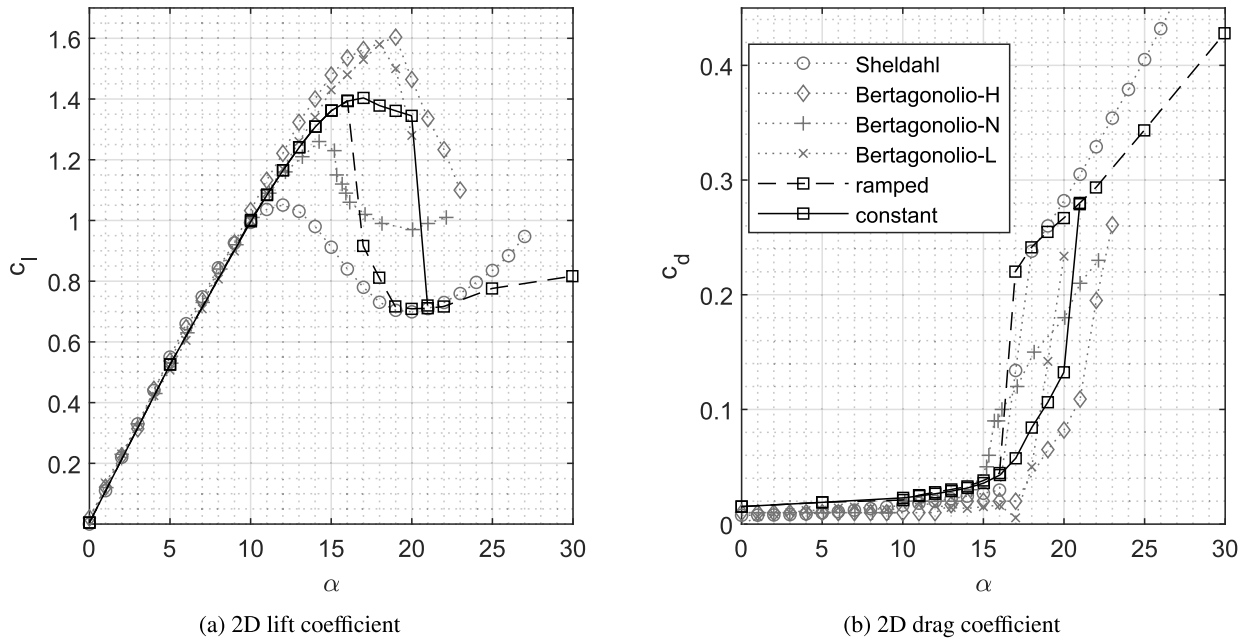 1.6
1.4
1.2
1
0.8
0.6
0.4
0.2
c_l
0 5 10 15 20 25 30
α
(a) 2D lift coefficient
0.4
0.3
0.2
0.1
0
c_d
Sheldahl
Bertagonolio-H
Bertagonolio-N
Bertagonolio-L
ramped
constant
0 5 10 15 20 25 30
α
(b) 2D drag coefficient